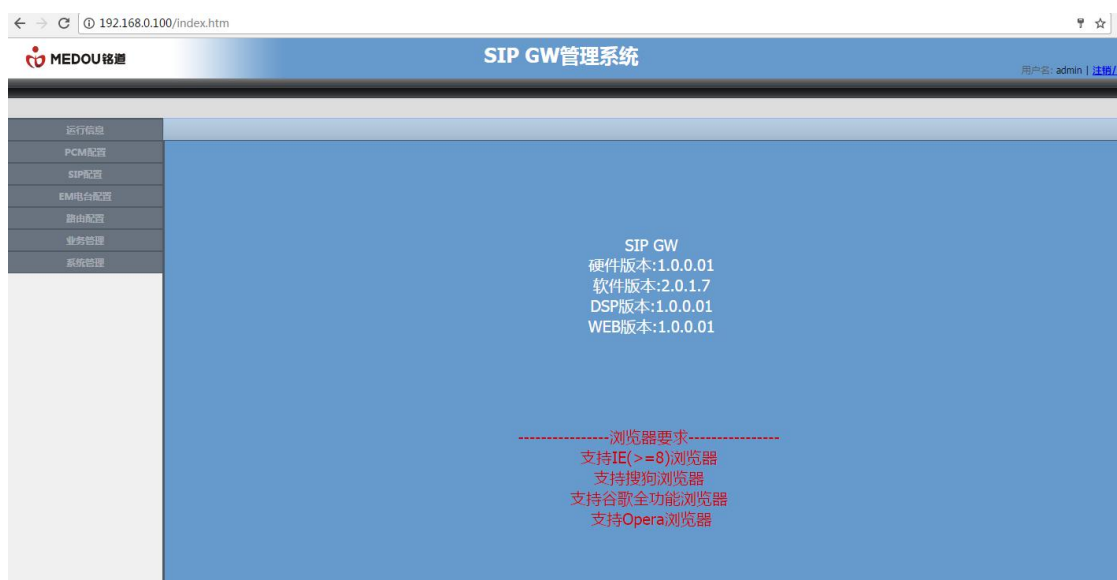 192.168.0.100/index.htm
MEDOU铭道
SIP GW管理系统
用户名: admin | 注销/
运行信息
PCM配置
SIP配置
EM电台配置
路由配置
业务管理
系统管理
SIP GW
硬件版本:1.0.0.01
软件版本:2.0.1.7
DSP版本:1.0.0.01
WEB版本:1.0.0.01
----------------浏览器要求----------------
支持IE(>=8)浏览器
支持搜狗浏览器
支持谷歌全功能浏览器
支持Opera浏览器